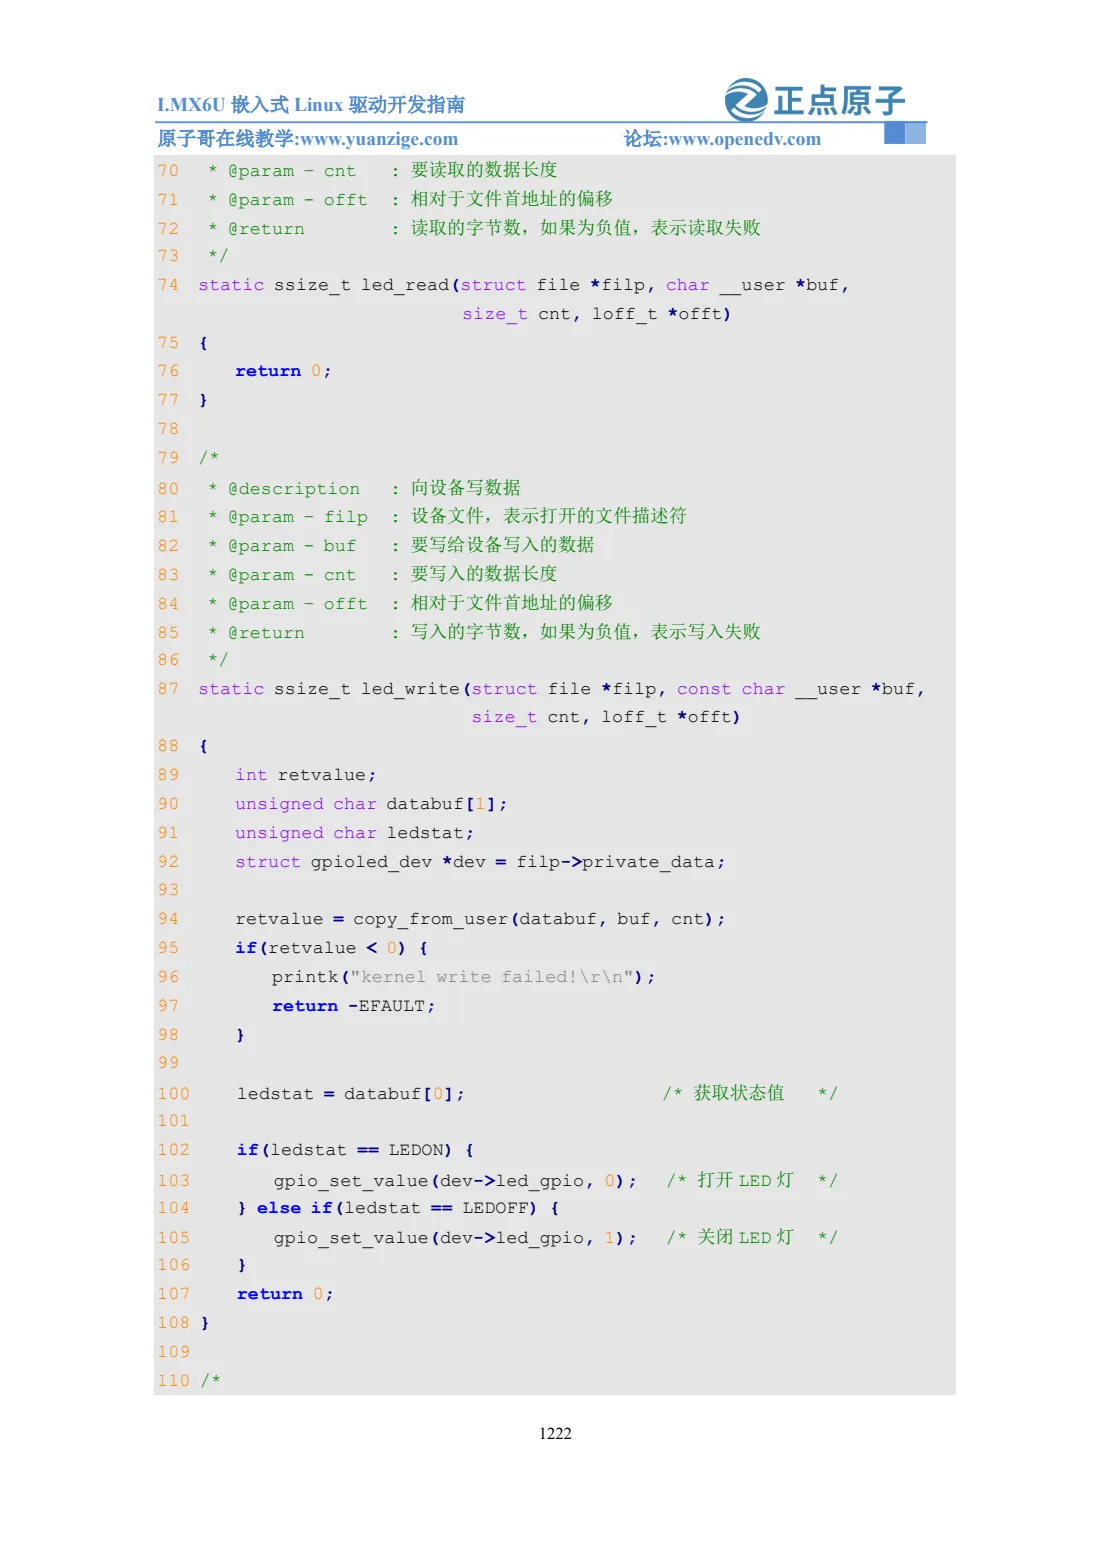 I.MX6U 嵌入式 Linux 驱动开发指南
正点原子
原子哥在线教学:www.yuanzige.com 论坛:www.openedv.com
70 * @param – cnt : 要读取的数据长度
71 * @param - offt : 相对于文件首地址的偏移
72 * @return : 读取的字节数，如果为负值，表示读取失败
73 */
74 static ssize_t led_read(struct file *filp, char __user *buf,
size_t cnt, loff_t *offt)
75 {
76 return 0;
77 }
78
79 /*
80 * @description : 向设备写数据
81 * @param – filp : 设备文件，表示打开的文件描述符
82 * @param - buf : 要写给设备写入的数据
83 * @param - cnt : 要写入的数据长度
84 * @param – offt : 相对于文件首地址的偏移
85 * @return : 写入的字节数，如果为负值，表示写入失败
86 */
87 static ssize_t led_write(struct file *filp, const char __user *buf,
size_t cnt, loff_t *offt)
88 {
89 int retvalue;
90 unsigned char databuf[1];
91 unsigned char ledstat;
92 struct gpioled_dev *dev = filp->private_data;
93
94 retvalue = copy_from_user(databuf, buf, cnt);
95 if(retvalue < 0) {
96 printk("kernel write failed!\r\n");
97 return -EFAULT;
98 }
99
100 ledstat = databuf[0]; /* 获取状态值 */
101
102 if(ledstat == LEDON) {
103 gpio_set_value(dev->led_gpio, 0); /* 打开 LED 灯 */
104 } else if(ledstat == LEDOFF) {
105 gpio_set_value(dev->led_gpio, 1); /* 关闭 LED 灯 */
106 }
107 return 0;
108 }
109
110 /*
1222